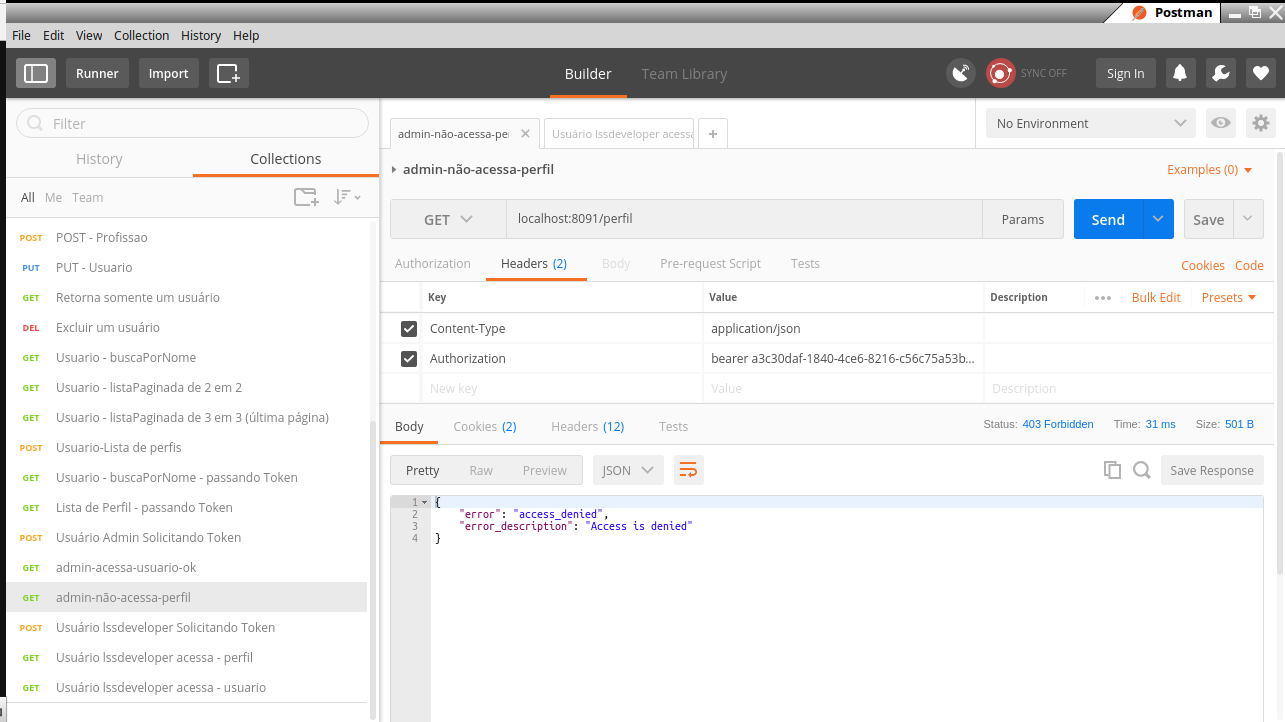 Postman
File Edit View Collection History Help
Runner Import Builder Team Library SYNC OFF Sign In
Filter
History Collections
All Me Team
POST POST - Profissao
PUT PUT - Usuario
GET Retorna somente um usuário
DEL Excluir um usuário
GET Usuario - buscaPorNome
GET Usuario - listaPaginada de 2 em 2
GET Usuario - listaPaginada de 3 em 3 (última página)
POST Usuario-Lista de perfis
GET Usuario - buscaPorNome - passando Token
GET Lista de Perfil - passando Token
POST Usuário Admin Solicitando Token
GET admin-acessa-usuario-ok
GET admin-não-acessa-perfil
POST Usuário lssdeveloper Solicitando Token
GET Usuário lssdeveloper acessa - perfil
GET Usuário lssdeveloper acessa - usuario
admin-não-acessa-per Usuário lssdeveloper acessa + No Environment
admin-não-acessa-perfil Examples (0)
GET localhost:8091/perfil Params Send Save
Authorization Headers (2) Body Pre-request Script Tests Cookies Code
Key Value Description ••• Bulk Edit Presets
Content-Type application/json
Authorization bearer a3c30daf-1840-4ce6-8216-c56c75a53b...
New key Value Description
Body Cookies (2) Headers (12) Tests Status: 403 Forbidden Time: 31 ms Size: 501 B
Pretty Raw Preview JSON Save Response
1 {
2 "error": "access_denied",
3 "error_description": "Access is denied"
4 }